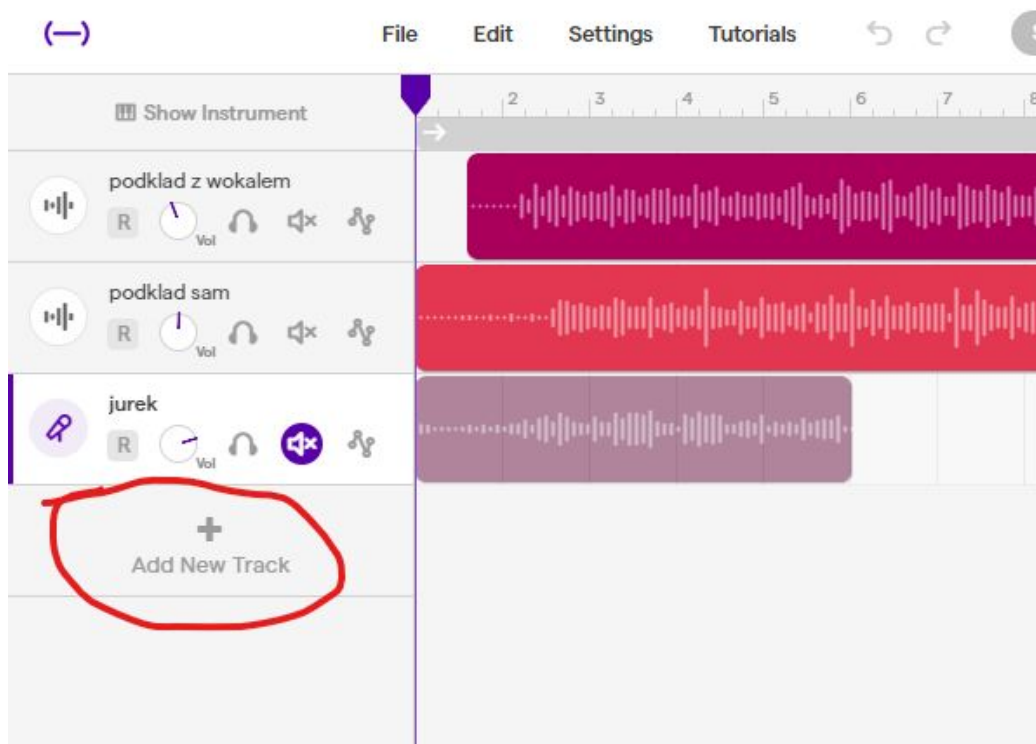 File Edit Settings Tutorials
Show Instrument
2 3 4 5 6 7 8
podklad z wokalem
R Vol
podklad sam
R Vol
jurek
R Vol
Add New Track